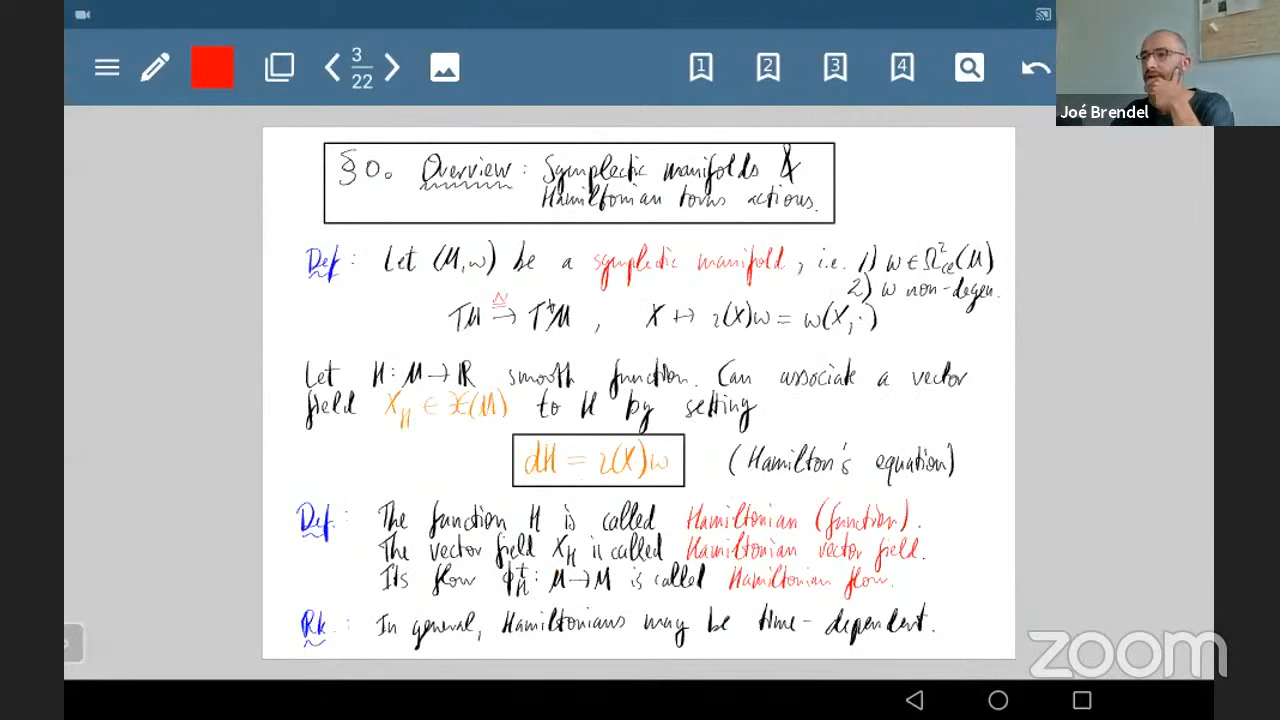 3
22
1
2
3
4
Joé Brendel
§0. Overview: Symplectic manifolds &
Hamiltonian torus actions.
Def: Let (M,ω) be a symplectic manifold, i.e. 1) ω∈Ω²ce(M)
2) ω non-degen.
TM ≅→ T*M, X ↦ ι(X)ω = ω(X,·)
Let H: M→ℝ smooth function. Can associate a vector
field X_H ∈ 𝔛(M) to H by setting
dH = ι(X)ω (Hamilton's equation)
Def: The function H is called Hamiltonian (function).
The vector field X_H is called Hamiltonian vector field.
Its flow ϕ_H^t: M→M is called Hamiltonian flow.
Rk: In general, Hamiltonians may be time-dependent.
zoom